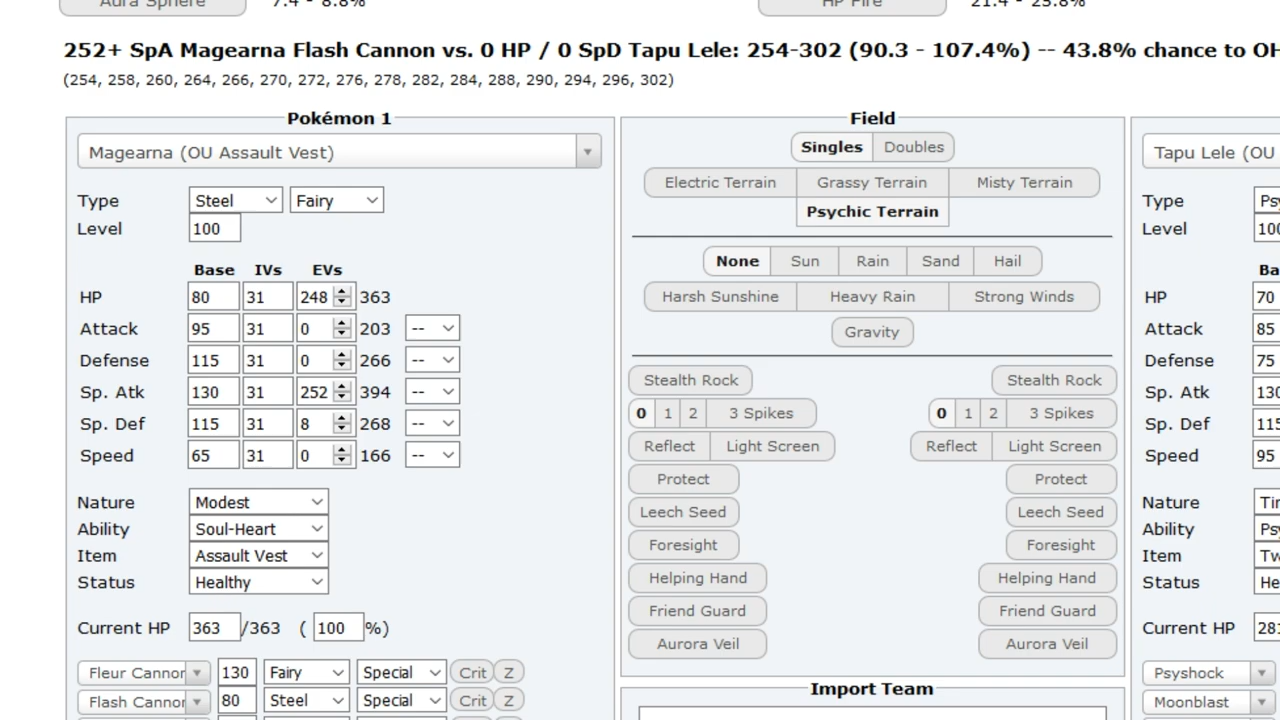 Aura Sphere 7.4 - 8.8% HP Fire 21.4 - 25.8%
252+ SpA Magearna Flash Cannon vs. 0 HP / 0 SpD Tapu Lele: 254-302 (90.3 - 107.4%) -- 43.8% chance to OH
(254, 258, 260, 264, 266, 270, 272, 276, 278, 282, 284, 288, 290, 294, 296, 302)
Pokémon 1
Magearna (OU Assault Vest)
Type Steel Fairy
Level 100
Base IVs EVs
HP 80 31 248 363
Attack 95 31 0 203 --
Defense 115 31 0 266 --
Sp. Atk 130 31 252 394 --
Sp. Def 115 31 8 268 --
Speed 65 31 0 166 --
Nature Modest
Ability Soul-Heart
Item Assault Vest
Status Healthy
Current HP 363 /363 ( 100 %)
Fleur Cannon 130 Fairy Special Crit Z
Flash Cannon 80 Steel Special Crit Z
Field
Singles Doubles
Electric Terrain Grassy Terrain Misty Terrain
Psychic Terrain
None Sun Rain Sand Hail
Harsh Sunshine Heavy Rain Strong Winds
Gravity
Stealth Rock Stealth Rock
0 1 2 3 Spikes 0 1 2 3 Spikes
Reflect Light Screen Reflect Light Screen
Protect Protect
Leech Seed Leech Seed
Foresight Foresight
Helping Hand Helping Hand
Friend Guard Friend Guard
Aurora Veil Aurora Veil
Import Team
Tapu Lele (OU
Type Psy
Level 100
Ba
HP 70
Attack 85
Defense 75
Sp. Atk 130
Sp. Def 115
Speed 95
Nature Tir
Ability Psy
Item Tw
Status He
Current HP 281
Psyshock
Moonblast